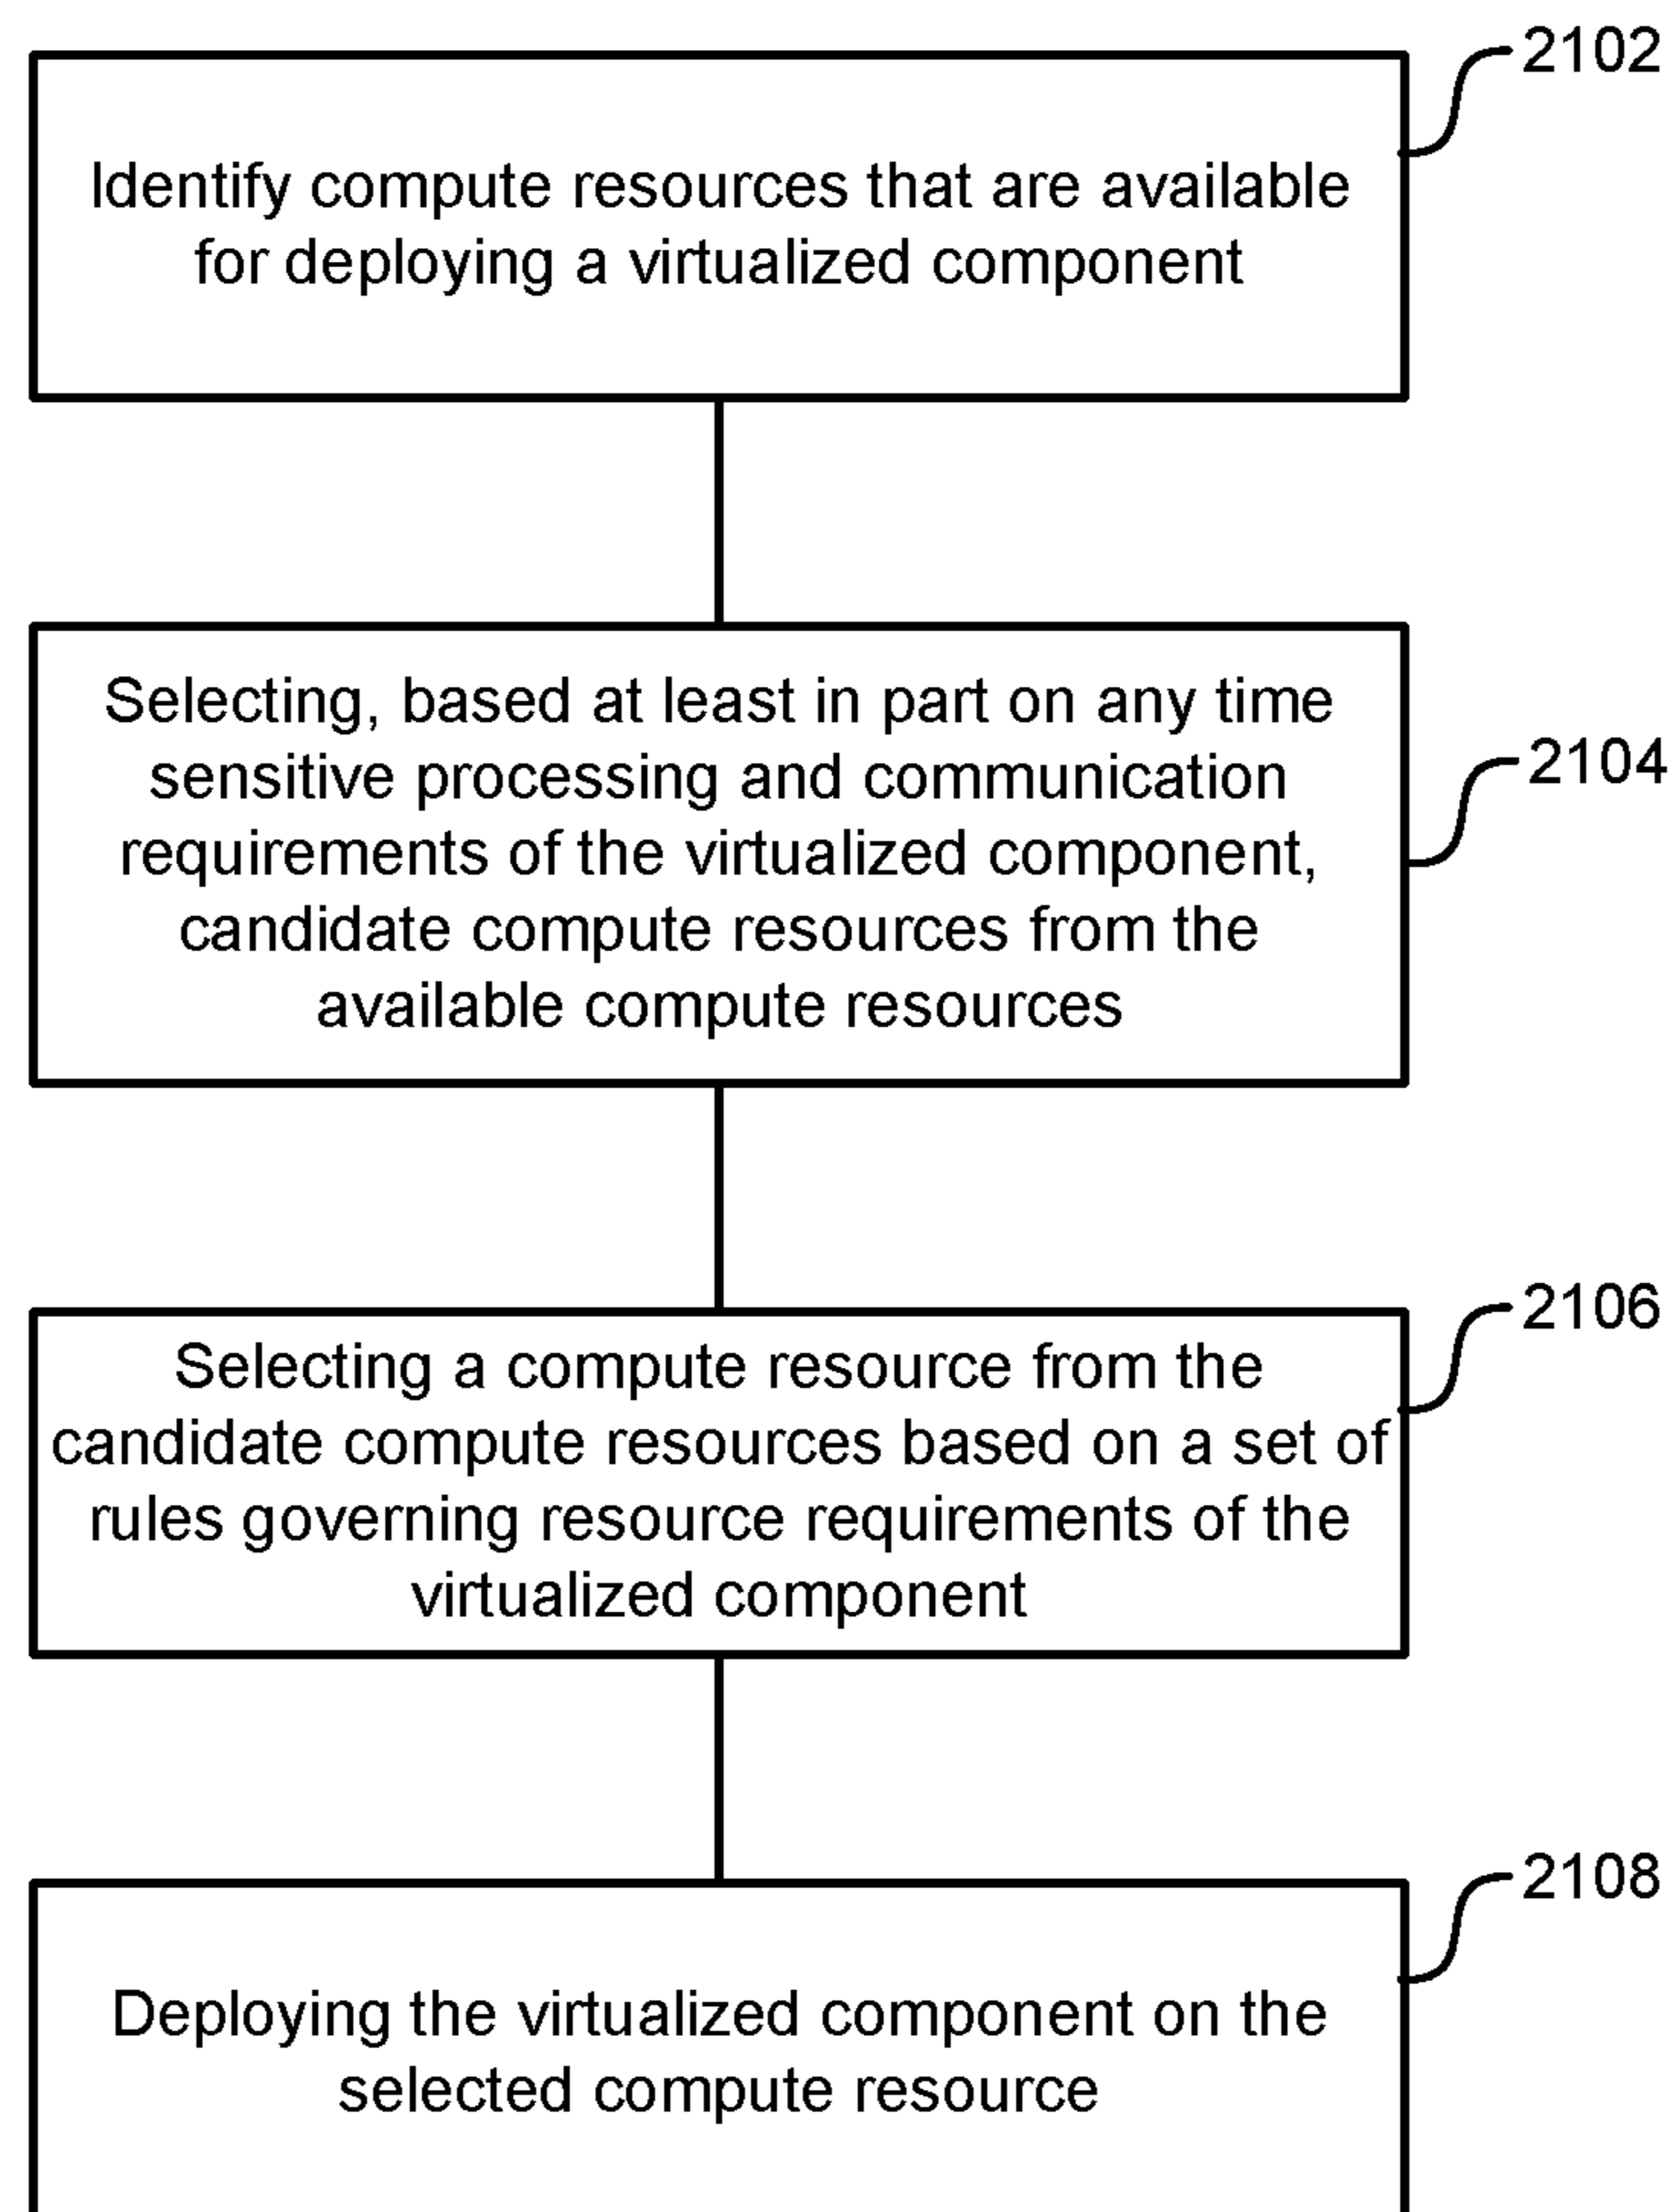 2102
Identify compute resources that are available
for deploying a virtualized component
Selecting, based at least in part on any time
sensitive processing and communication
requirements of the virtualized component,
candidate compute resources from the
available compute resources
2104
2106
Selecting a compute resource from the
candidate compute resources based on a set of
rules governing resource requirements of the
virtualized component
2108
Deploying the virtualized component on the
selected compute resource